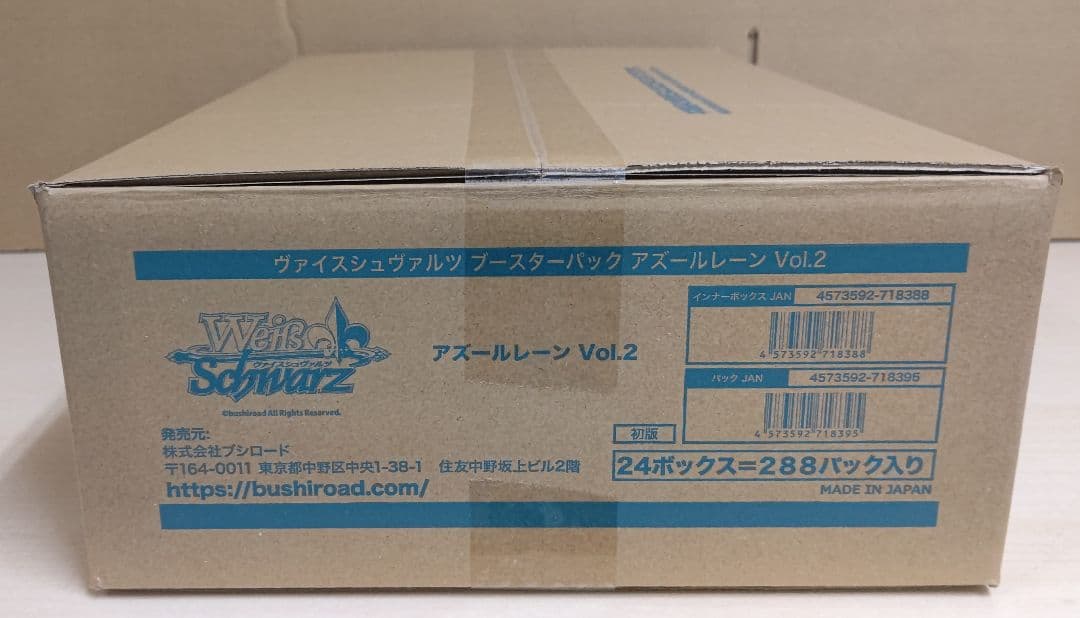 ヴァイスシュヴァルツ ブースターパック アズールレーン Vol.2
Weiß Schwarz
ヴァイスシュヴァルツ
©bushiroad All Rights Reserved.
アズールレーン Vol.2
インナーボックス JAN 4573592-718388
4 573592 718388
パック JAN 4573592-718395
4 573592 718395
初版
24ボックス=288パック入り
MADE IN JAPAN
発売元:
株式会社ブシロード
〒164-0011 東京都中野区中央1-38-1 住友中野坂上ビル2階
https://bushiroad.com/